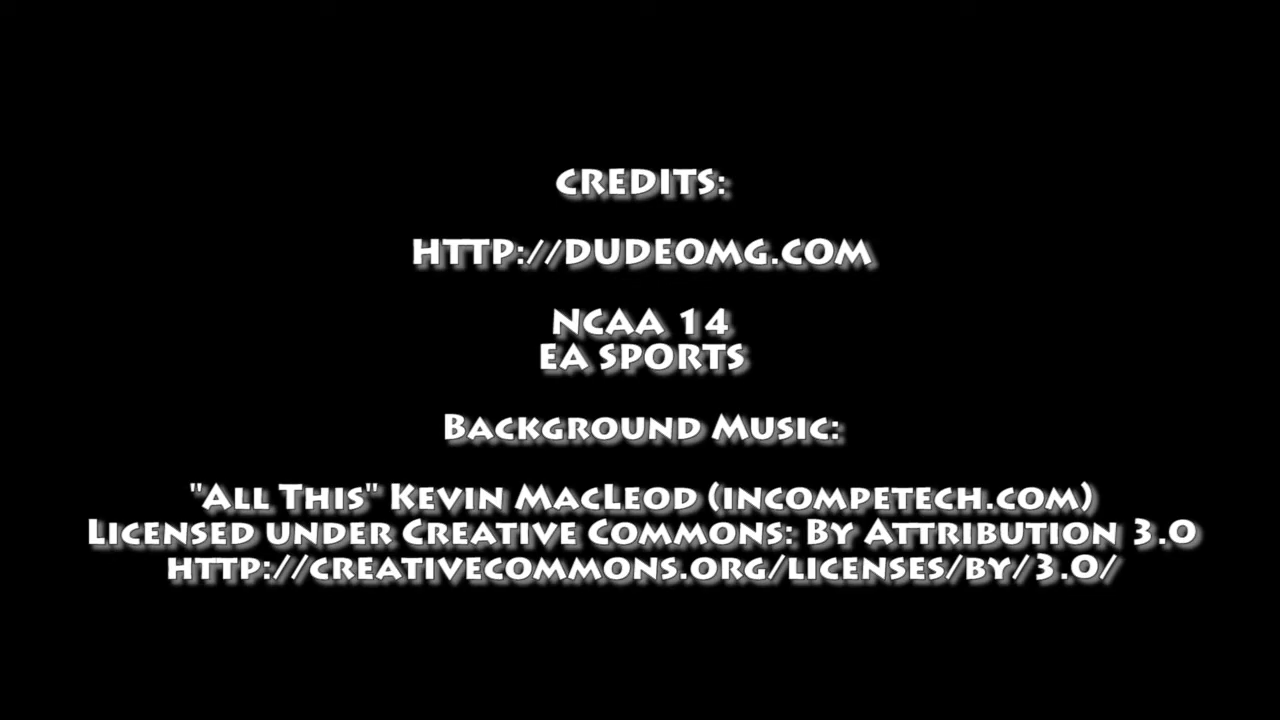 CREDITS:
HTTP://DUDEOMG.COM
NCAA 14
EA SPORTS
Background Music:
"All This" Kevin MacLeod (incompetech.com)
Licensed under Creative Commons: By Attribution 3.0
http://creativecommons.org/licenses/by/3.0/